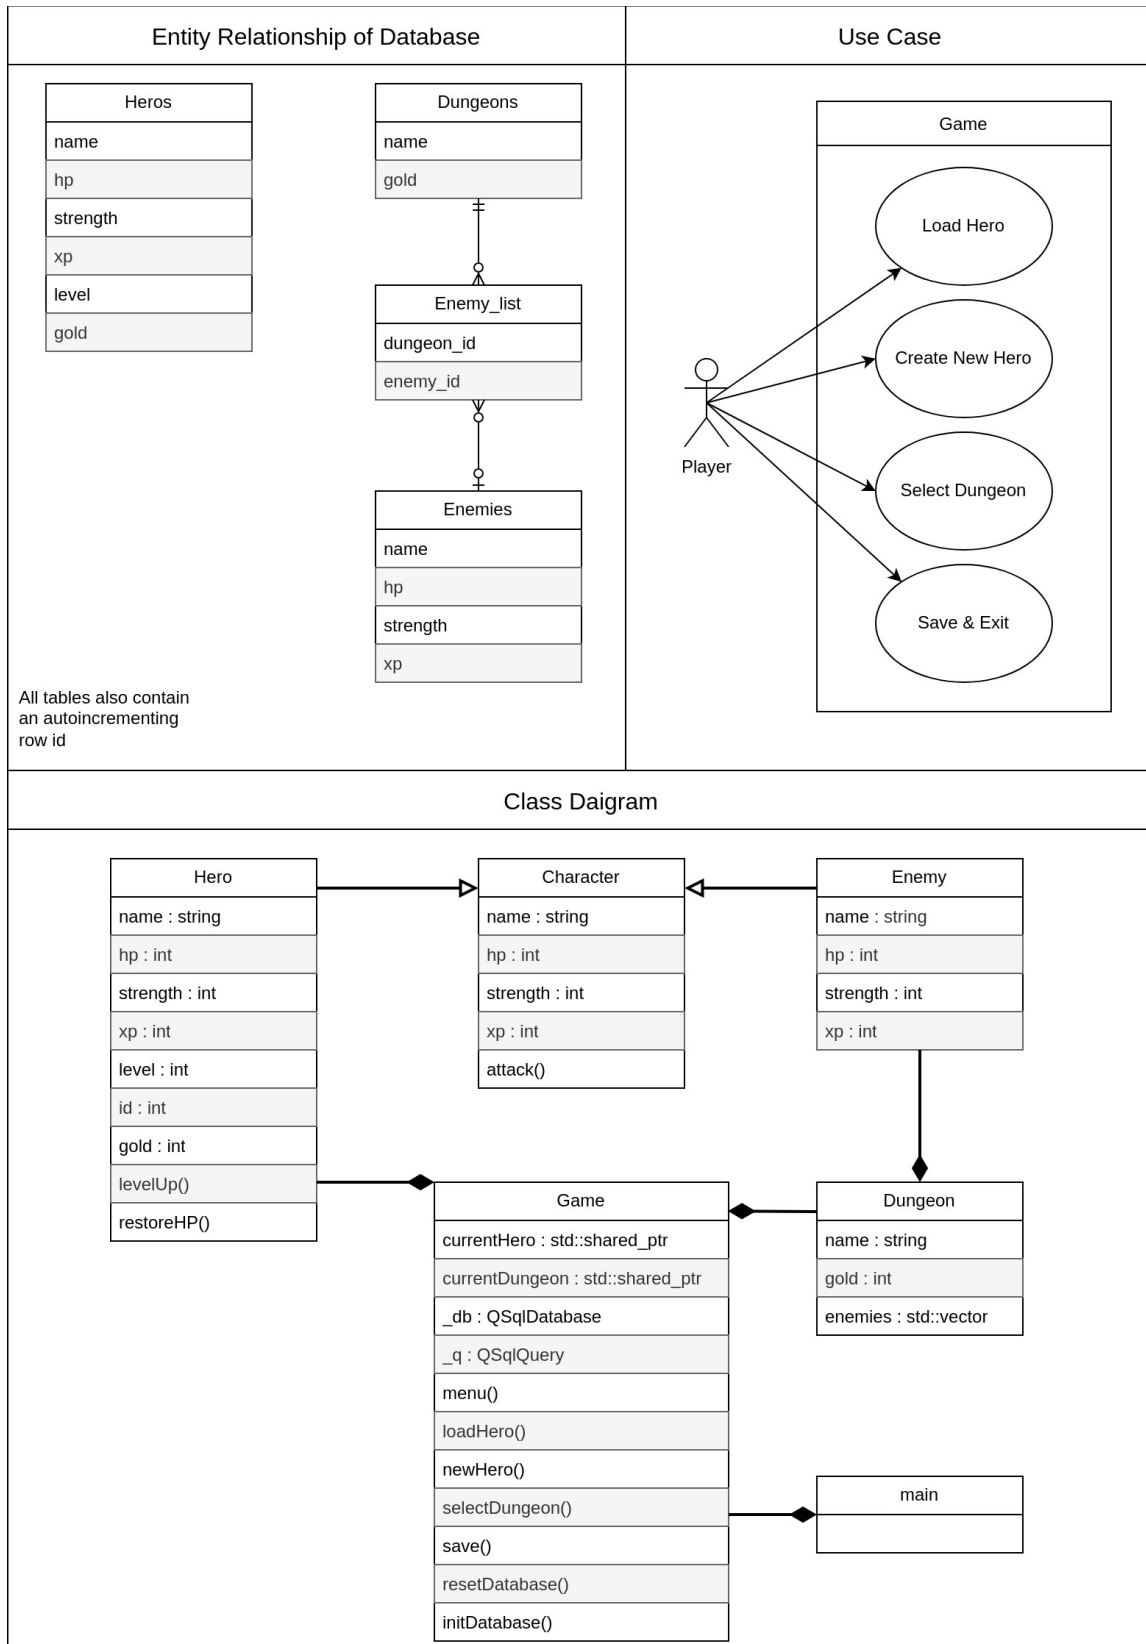 Entity Relationship of Database
Heros
name
hp
strength
xp
level
gold
Dungeons
name
gold
Enemy_list
dungeon_id
enemy_id
Enemies
name
hp
strength
xp
All tables also contain
an autoincrementing
row id
Use Case
Game
Load Hero
Create New Hero
Select Dungeon
Save & Exit
Player
Class Daigram
Hero
name : string
hp : int
strength : int
xp : int
level : int
id : int
gold : int
levelUp()
restoreHP()
Character
name : string
hp : int
strength : int
xp : int
attack()
Enemy
name : string
hp : int
strength : int
xp : int
Game
currentHero : std::shared_ptr
currentDungeon : std::shared_ptr
_db : QSqlDatabase
_q : QSqlQuery
menu()
loadHero()
newHero()
selectDungeon()
save()
resetDatabase()
initDatabase()
Dungeon
name : string
gold : int
enemies : std::vector
main